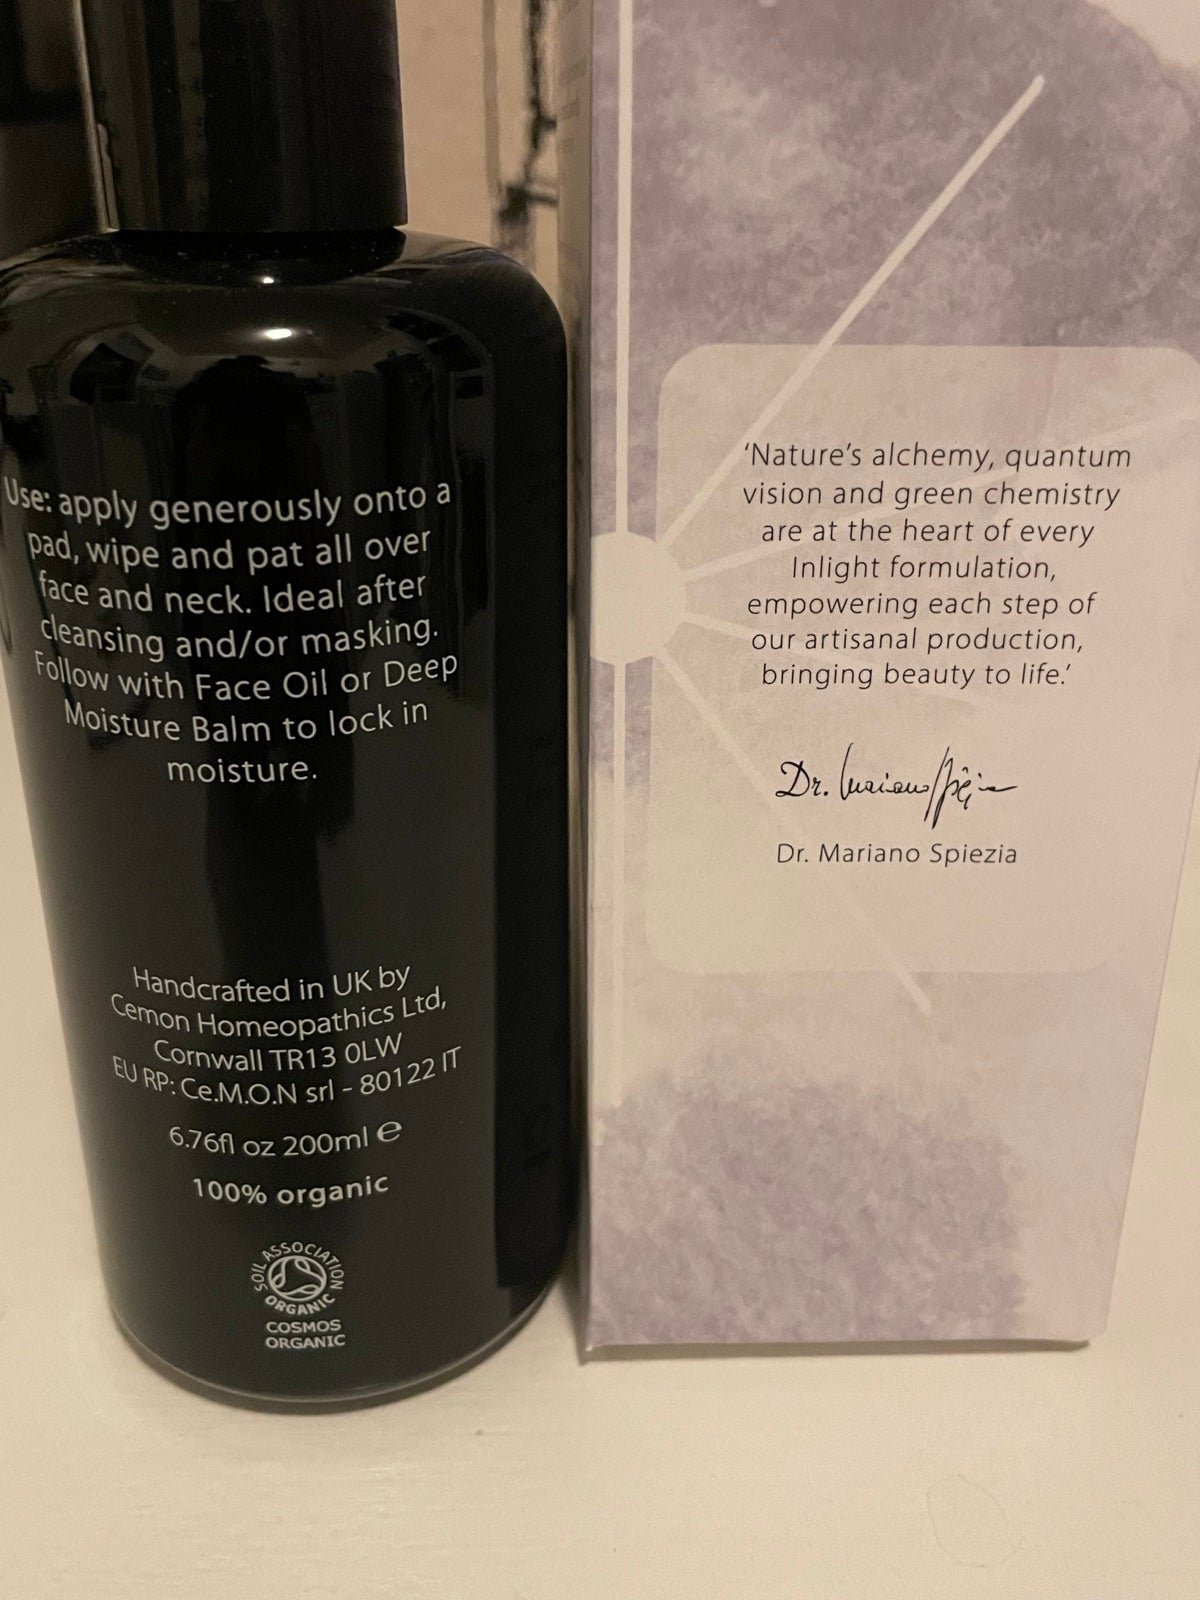 Use: apply generously onto a
pad, wipe and pat all over
face and neck. Ideal after
cleansing and/or masking.
Follow with Face Oil or Deep
Moisture Balm to lock in
moisture.
Handcrafted in UK by
Cemon Homeopathics Ltd,
Cornwall TR13 0LW
EU RP: Ce.M.O.N srl - 80122 IT
6.76fl oz 200ml e
100% organic
SOIL ASSOCIATION
ORGANIC
COSMOS
ORGANIC
‘Nature’s alchemy, quantum
vision and green chemistry
are at the heart of every
Inlight formulation,
empowering each step of
our artisanal production,
bringing beauty to life.’
Dr. Mariano Spiezia
Dr. Mariano Spiezia